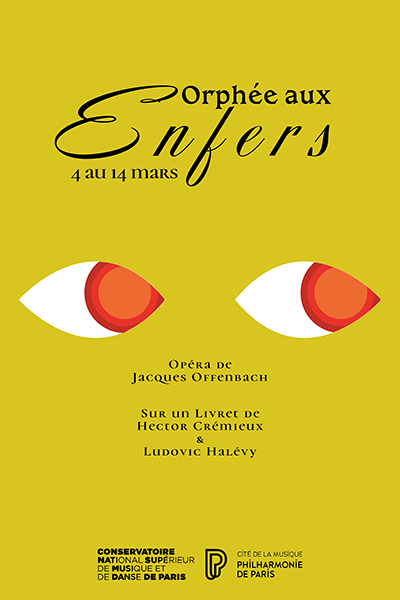 Orphée aux
Enfers
4 au 14 mars
Opéra de
Jacques Offenbach
Sur un Livret de
Hector Crémieux
&
Ludovic Halévy
CONSERVATOIRE
NATIONAL SUPÉRIEUR
DE MUSIQUE ET
DE DANSE DE PARIS
CITÉ DE LA MUSIQUE
PHILHARMONIE
DE PARIS